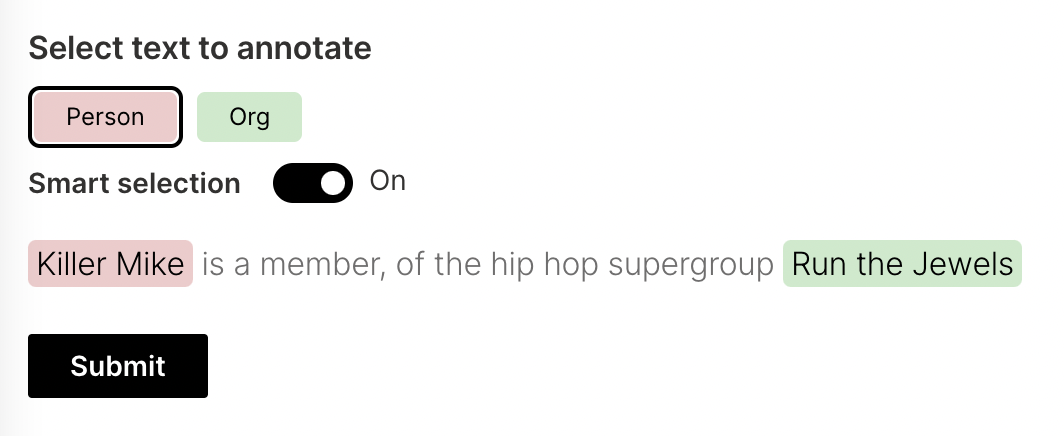 Select text to annotate
Person Org
Smart selection On
Killer Mike is a member, of the hip hop supergroup Run the Jewels
Submit